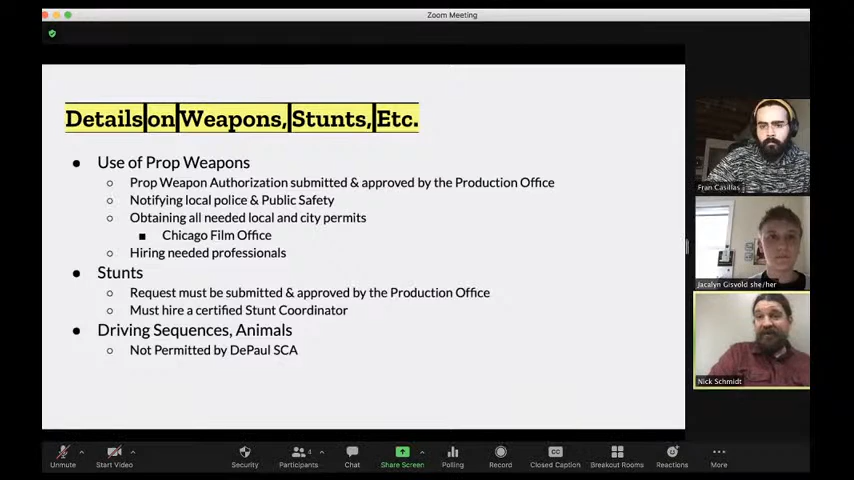 Zoom Meeting
Details on Weapons, Stunts, Etc.
Use of Prop Weapons
Prop Weapon Authorization submitted & approved by the Production Office
Notifying local police & Public Safety
Obtaining all needed local and city permits
Chicago Film Office
Hiring needed professionals
Stunts
Request must be submitted & approved by the Production Office
Must hire a certified Stunt Coordinator
Driving Sequences, Animals
Not Permitted by DePaul SCA
Fran Casillas
Jacalyn Gisvold she/her
Nick Schmidt
4
CC
Unmute
Start Video
Security
Participants
Chat
Share Screen
Polling
Record
Closed Caption
Breakout Rooms
Reactions
More